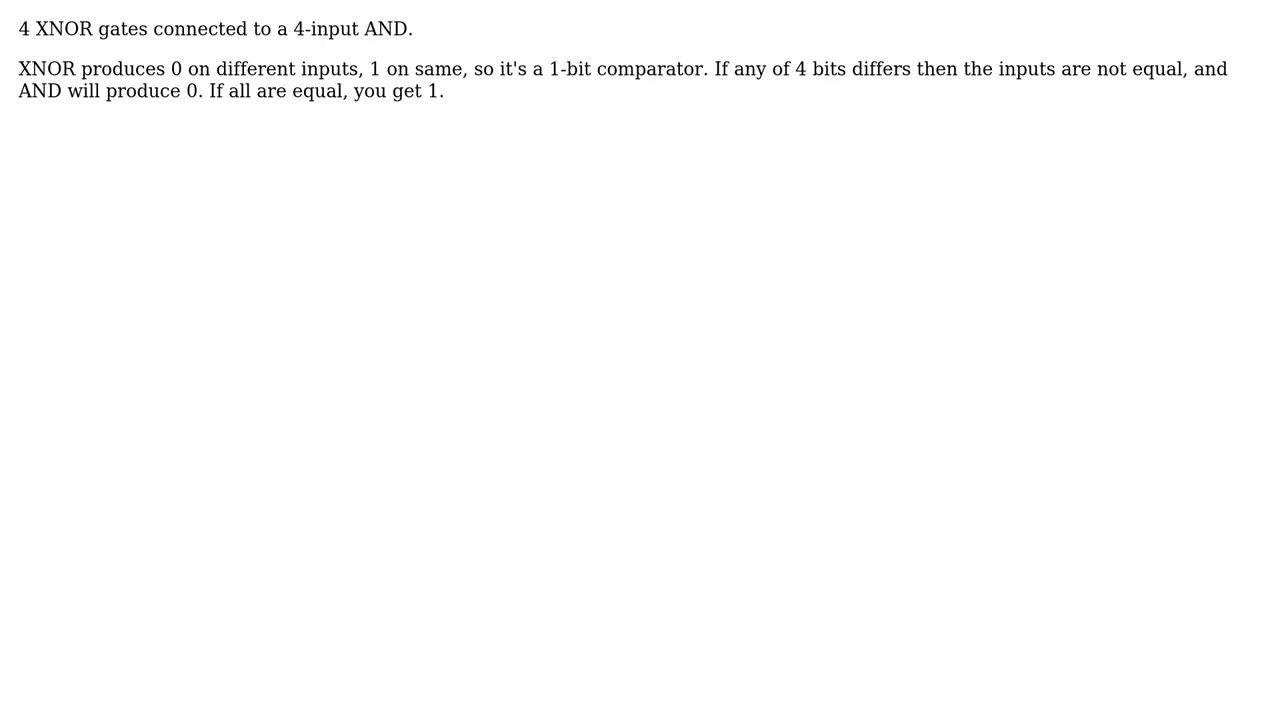 4 XNOR gates connected to a 4-input AND.
XNOR produces 0 on different inputs, 1 on same, so it's a 1-bit comparator. If any of 4 bits differs then the inputs are not equal, and
AND will produce 0. If all are equal, you get 1.